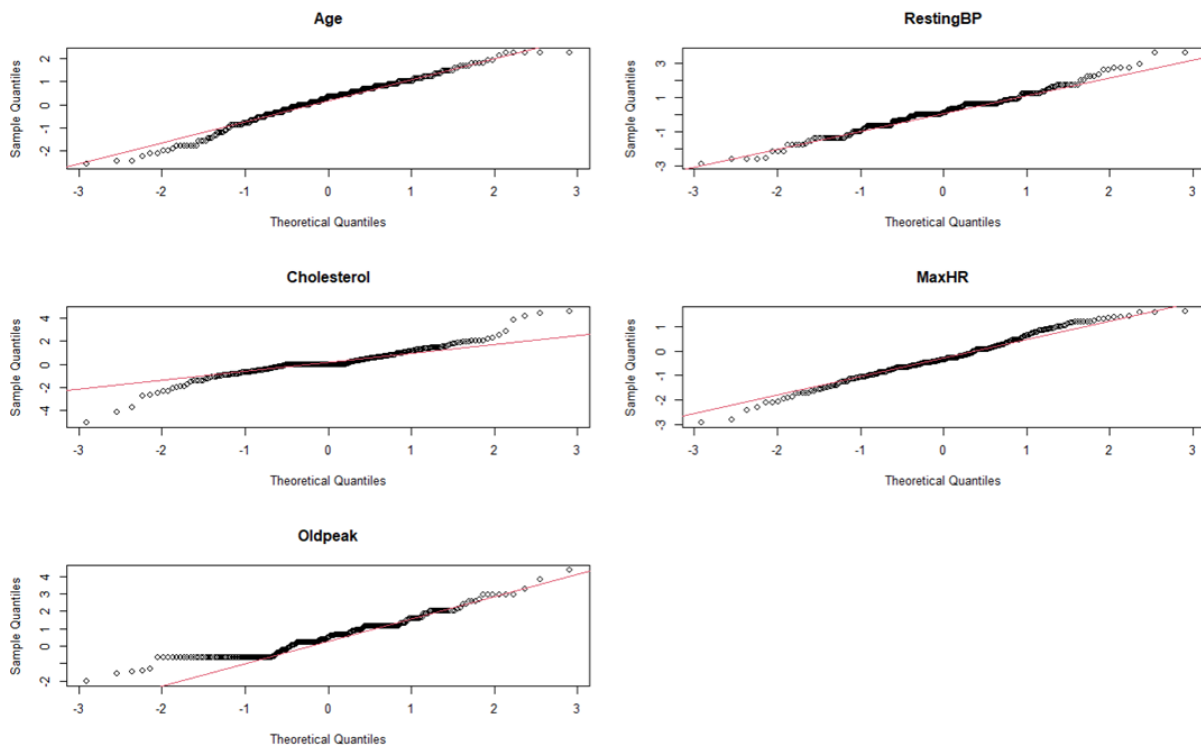 Age
Sample Quantiles
2
1
0
-1
-2
-3 -2 -1 0 1 2 3
Theoretical Quantiles
RestingBP
Sample Quantiles
3
1
-1
-3
-3 -2 -1 0 1 2 3
Theoretical Quantiles
Cholesterol
Sample Quantiles
4
2
0
-2
-4
-3 -2 -1 0 1 2 3
Theoretical Quantiles
MaxHR
Sample Quantiles
1
0
-1
-2
-3
-3 -2 -1 0 1 2 3
Theoretical Quantiles
Oldpeak
Sample Quantiles
4
3
2
1
0
-2
-3 -2 -1 0 1 2 3
Theoretical Quantiles